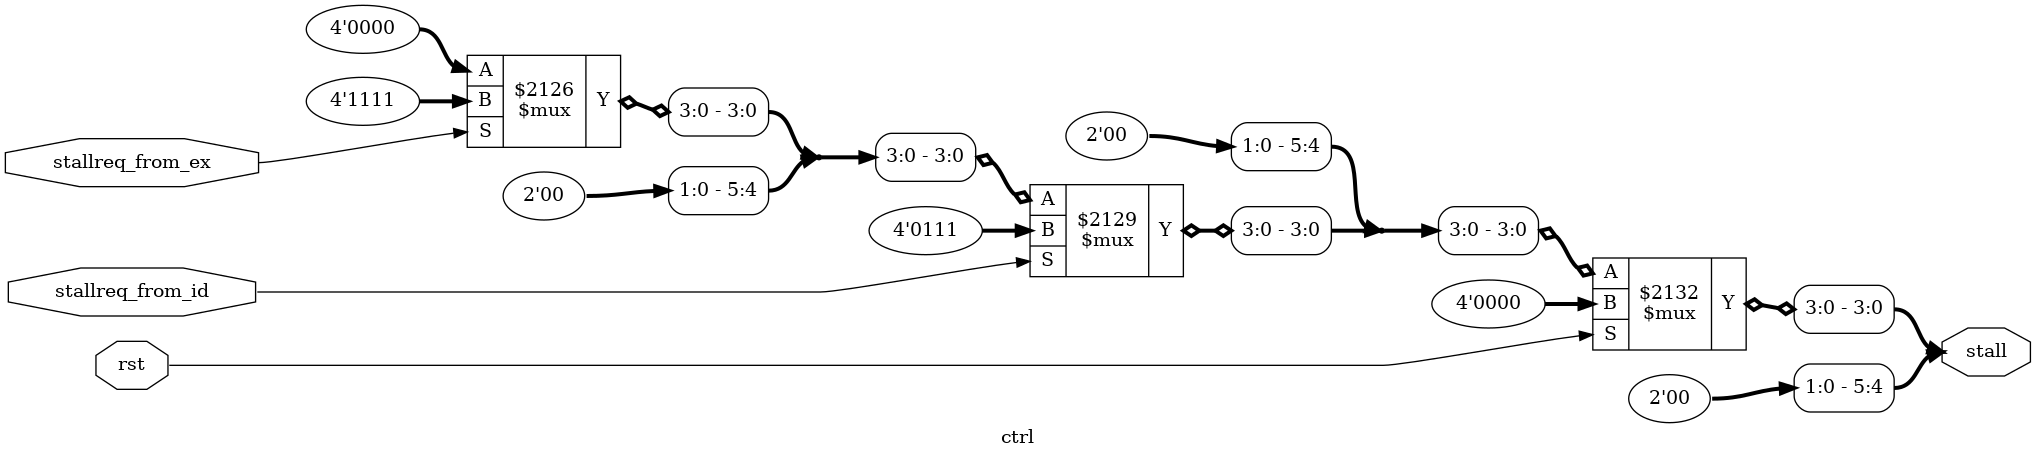 4'0000
4'1111
A
B
S
$2126
$mux
Y
3:0 - 3:0
stallreq_from_ex
2'00
1:0 - 5:4
3:0 - 3:0
2'00
1:0 - 5:4
4'0111
A
B
S
$2129
$mux
Y
3:0 - 3:0
3:0 - 3:0
stallreq_from_id
4'0000
A
B
S
$2132
$mux
Y
3:0 - 3:0
rst
stall
2'00
1:0 - 5:4
ctrl